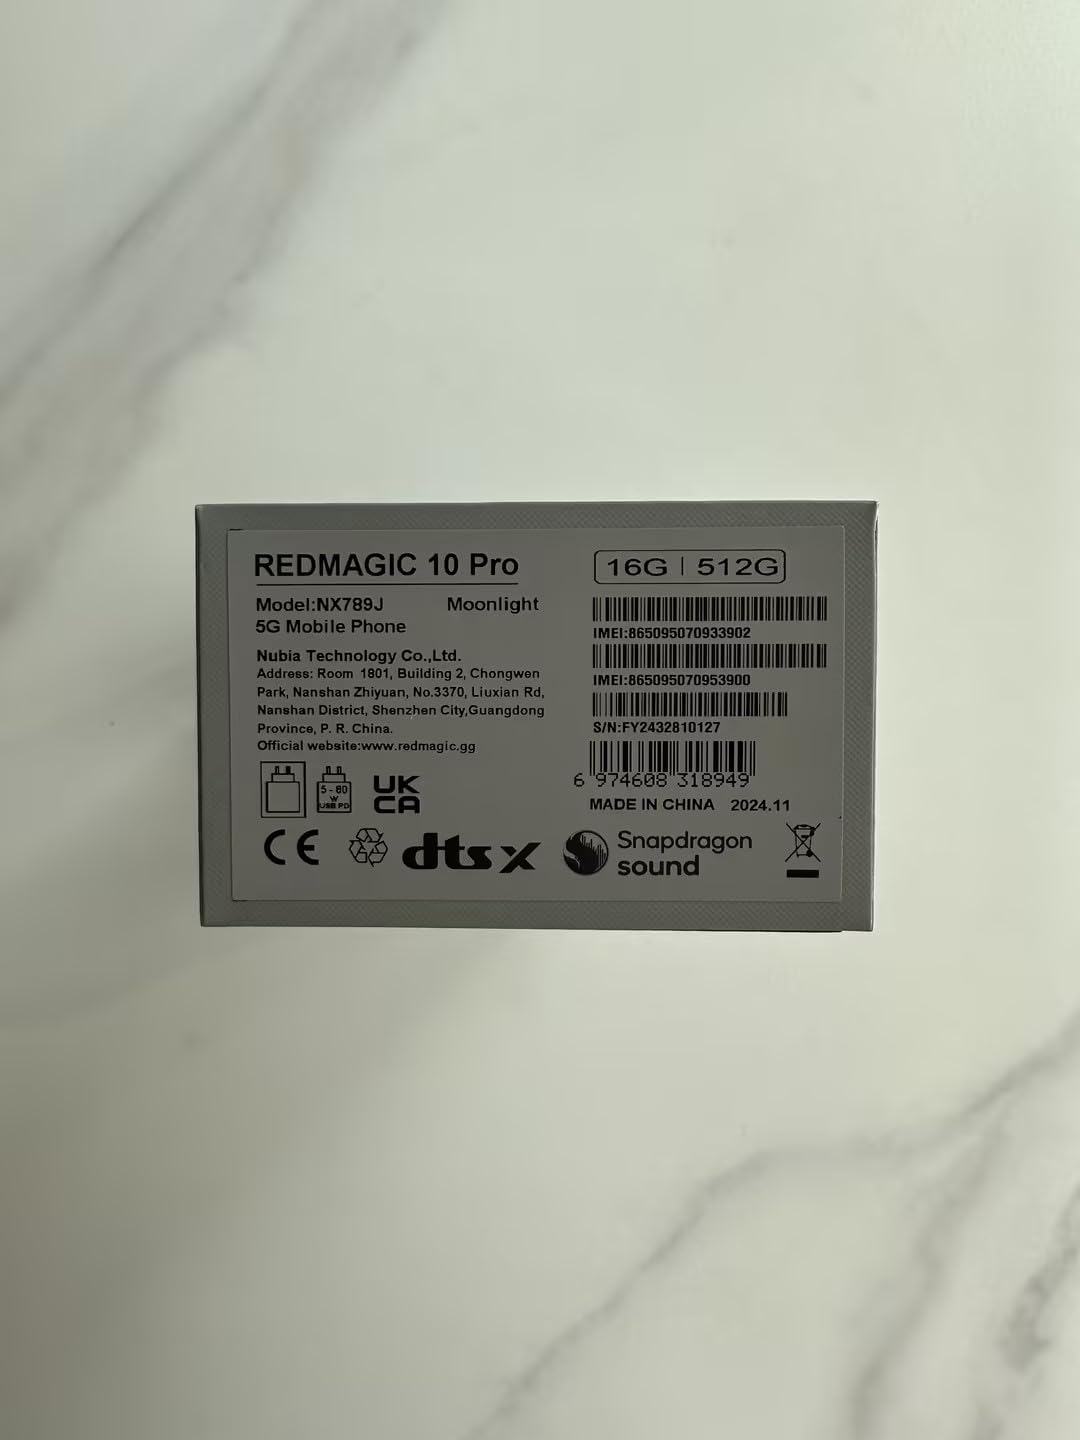 REDMAGIC 10 Pro
Model:NX789J Moonlight
5G Mobile Phone
Nubia Technology Co.,Ltd.
Address: Room 1801, Building 2, Chongwen
Park, Nanshan Zhiyuan, No.3370, Liuxian Rd,
Nanshan District, Shenzhen City,Guangdong
Province, P. R. China.
Official website:www.redmagic.gg
5 - 80
W
USB PD
UK
CA
CE
dts x
16G | 512G
IMEI:865095070933902
IMEI:865095070953900
S/N:FY2432810127
6 974608 318949
MADE IN CHINA 2024.11
Snapdragon
sound